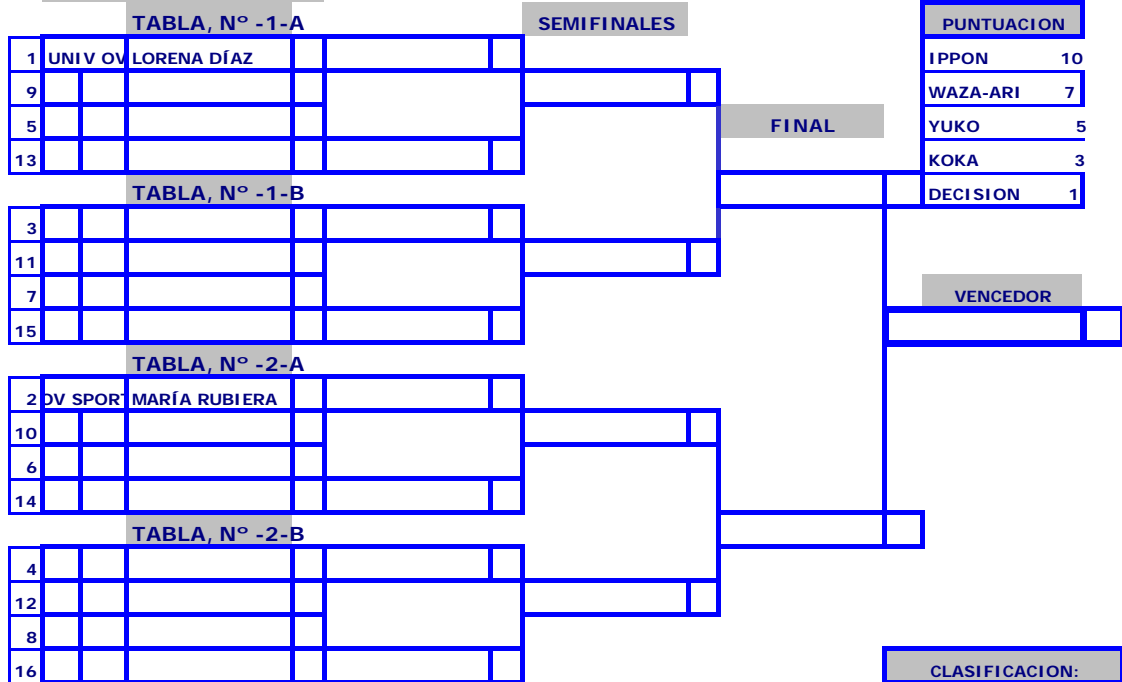 TABLA, Nº -1-A
SEMIFINALES
PUNTUACION
1 UNIV OV LORENA DÍAZ
IPPON 10
9
WAZA-ARI 7
5
FINAL
YUKO 5
13
KOKA 3
TABLA, Nº -1-B
DECISION 1
3
11
7
VENCEDOR
15
TABLA, Nº -2-A
2 OV SPORT MARÍA RUBIERA
10
6
14
TABLA, Nº -2-B
4
12
8
16
CLASIFICACION: